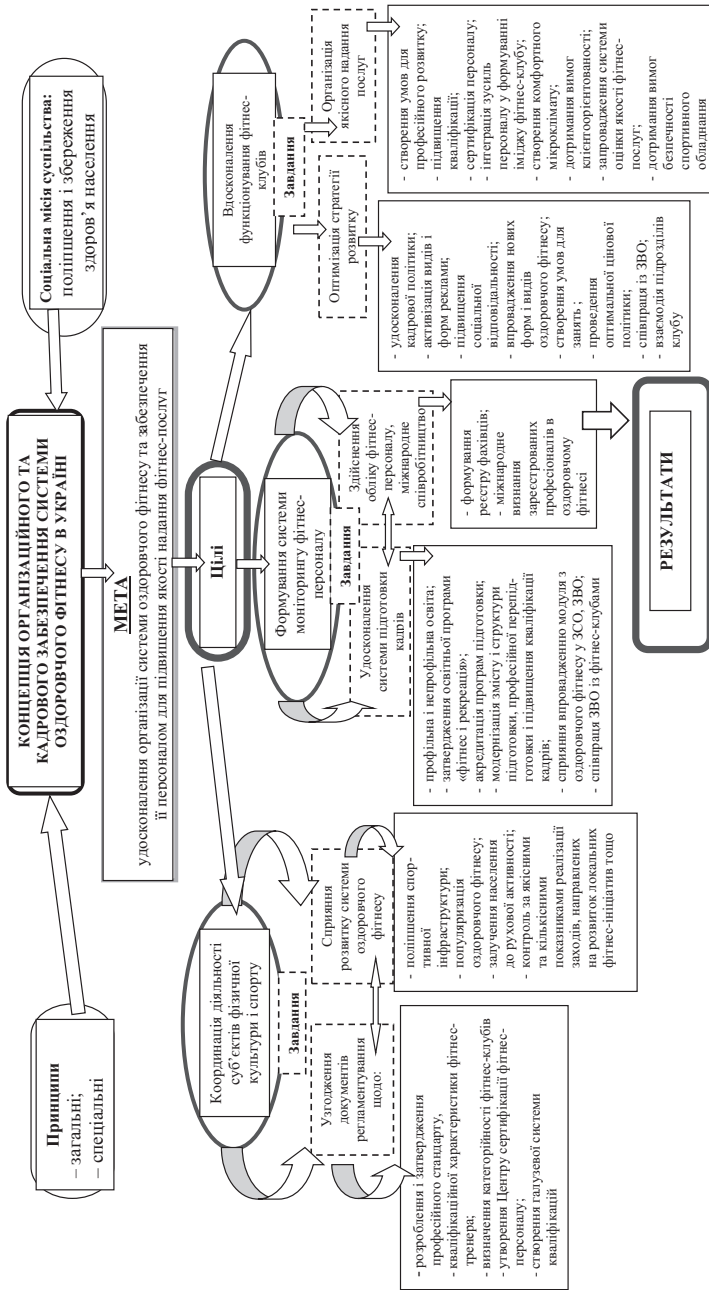 КОНЦЕПЦІЯ ОРГАНІЗАЦІЙНОГО ТА
КАДРОВОГО ЗАБЕЗПЕЧЕННЯ СИСТЕМИ
ОЗДОРОВЧОГО ФІТНЕСУ В УКРАЇНІ
Принципи
– загальні;
– спеціальні
Соціальна місія суспільства:
поліпшення і збереження
здоров’я населення
МЕТА
удосконалення організації системи оздоровчого фітнесу та забезпечення
її персоналом для підвищення якості надання фітнес-послуг
Цілі
Координація діяльності
суб’єктів фізичної
культури і спорту
Завдання
Узгодження
документів
регламентування
щодо:
Сприяння
розвитку системи
оздоровчого
фітнесу
- розроблення і затвердження
професійного стандарту,
- кваліфікаційної характеристики фітнес-
тренера;
- визначення категорійності фітнес-клубів
- утворення Центру сертифікації фітнес-
персоналу;
- створення галузевої системи
кваліфікацій
- поліпшення спор-
тивної
інфраструктури;
- популяризація
оздоровчого фітнесу;
- залучення населення
до рухової активності;
- контроль за якісними
та кількісними
показниками реалізації
заходів, направлених
на розвиток локальних
фітнес-ініціатив тощо
Формування системи
моніторингу фітнес-
персоналу
Завдання
Удосконалення
системи підготовки
кадрів
Здійснення
обліку фітнес-
персоналу,
міжнародне
співробітництво
- профільна і непрофільна освіта;
- затвердження освітньої програми
«фітнес і рекреація»;
- акредитація програм підготовки;
- модернізація змісту і структури
підготовки, професійної перепід-
готовки і підвищення кваліфікації
кадрів;
- сприяння впровадженню модуля з
оздоровчого фітнесу у ЗСО, ЗВО;
- співпраця ЗВО із фітнес-клубами
- формування
реєстру фахівців;
- міжнародне
визнання
зареєстрованих
професіоналів в
оздоровчому
фітнесі
Вдосконалення
функціонування фітнес-
клубів
Завдання
Оптимізація стратегії
розвитку
Організація
якісного надання
послуг
- удосконалення
кадрової політики;
- активізація видів і
форм реклами;
- підвищення
соціальної
відповідальності;
- впровадження нових
форм і видів
оздоровчого фітнесу;
- створення умов для
занять ;
- проведення
оптимальної цінової
політики;
- співпраця із ЗВО;
- взаємодія підрозділів
клубу
- створення умов для
професійного розвитку;
- підвищення
кваліфікації;
- сертифікація персоналу;
- інтеграція зусиль
персоналу у формуванні
іміджу фітнес-клубу;
- створення комфортного
мікроклімату;
- дотримання вимог
клієнтоорієнтованості;
запровадження системи
оцінки якості фітнес-
послуг;
- дотримання вимог
безпечності
спортивного
обладнання
РЕЗУЛЬТАТИ